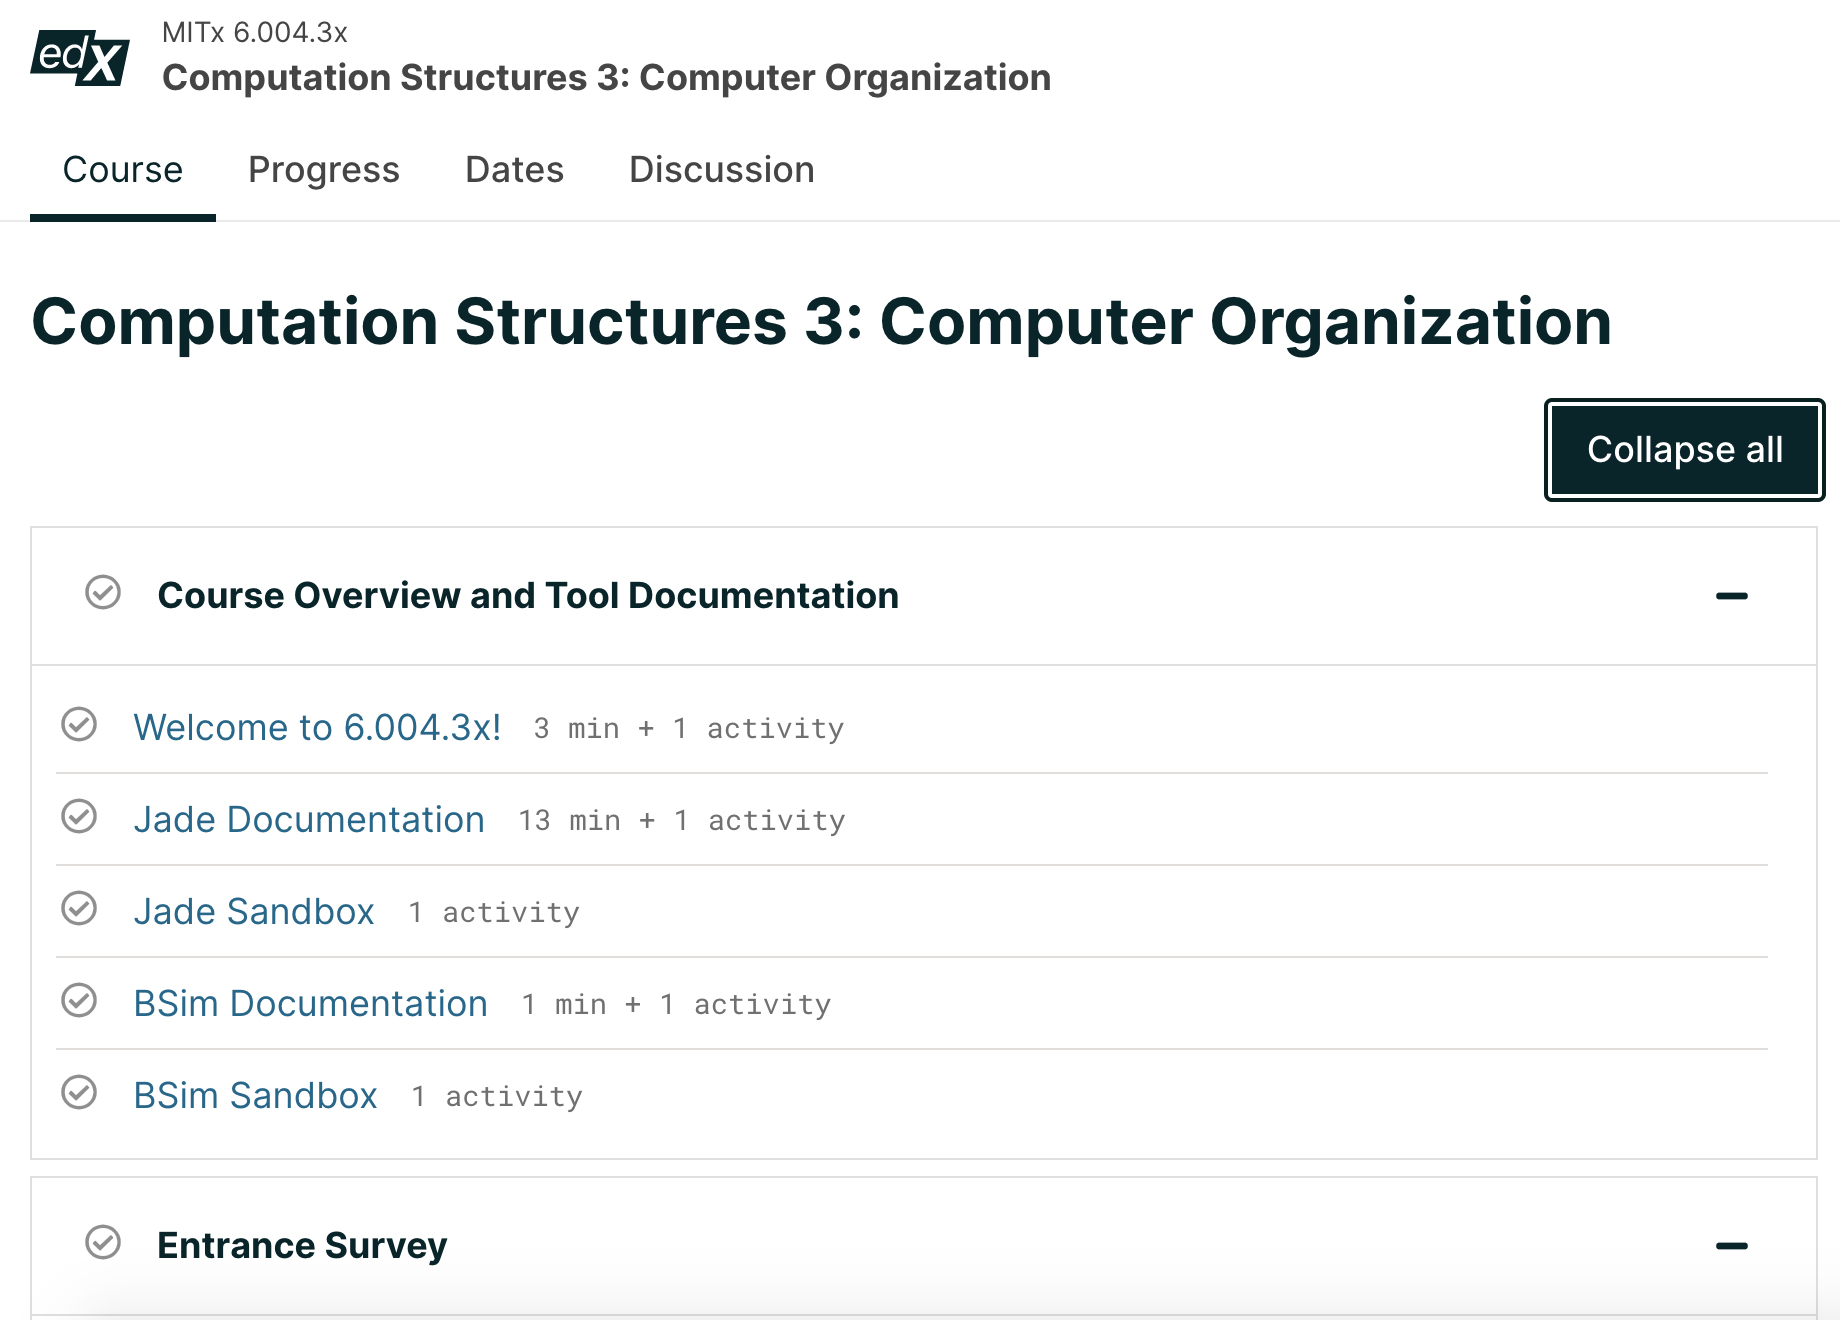 edX
MITx 6.004.3x
Computation Structures 3: Computer Organization
Course Progress Dates Discussion
Computation Structures 3: Computer Organization
Collapse all
Course Overview and Tool Documentation
Welcome to 6.004.3x! 3 min + 1 activity
Jade Documentation 13 min + 1 activity
Jade Sandbox 1 activity
BSim Documentation 1 min + 1 activity
BSim Sandbox 1 activity
Entrance Survey